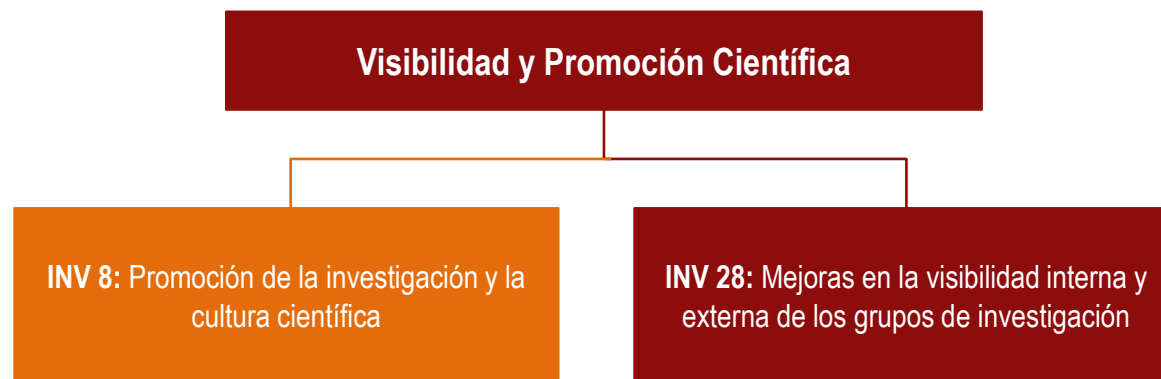 Visibilidad y Promoción Científica
INV 8: Promoción de la investigación y la
cultura científica
INV 28: Mejoras en la visibilidad interna y
externa de los grupos de investigación